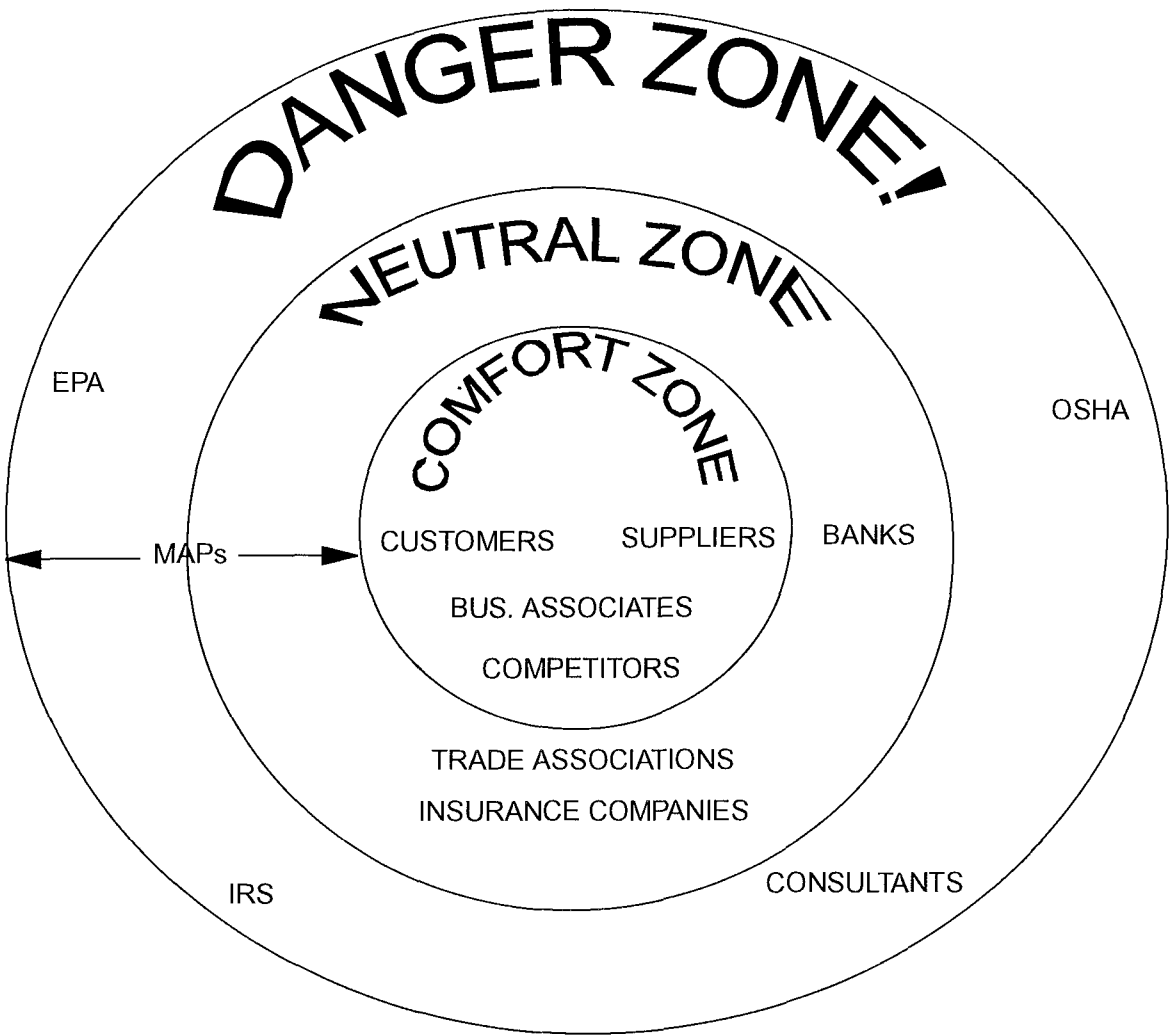 DANGER ZONE!
NEUTRAL ZONE
COMFORT ZONE
EPA
OSHA
MAPs
CUSTOMERS
SUPPLIERS
BANKS
BUS. ASSOCIATES
COMPETITORS
TRADE ASSOCIATIONS
INSURANCE COMPANIES
IRS
CONSULTANTS